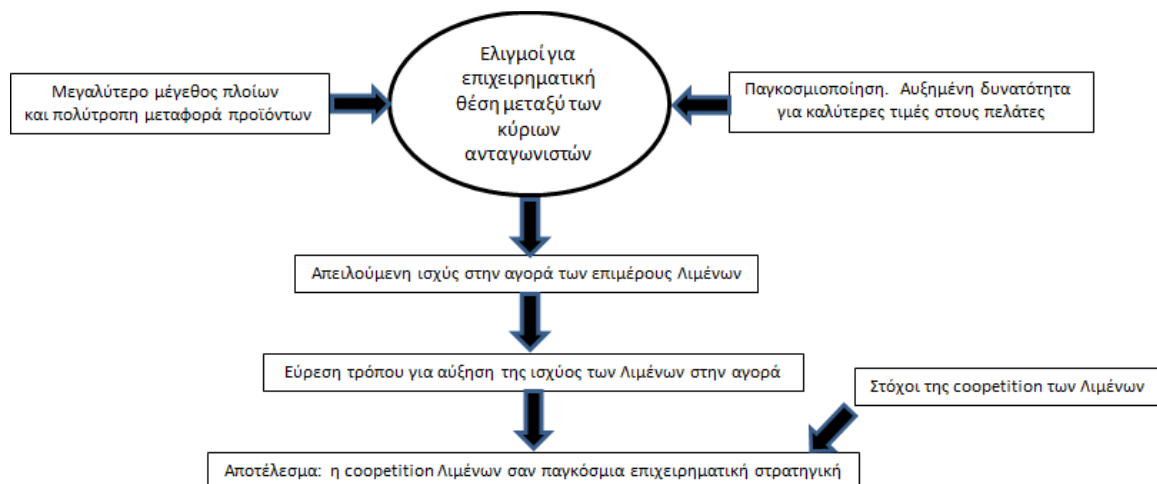 Ελιγμοί για
επιχειρηματική
θέση μεταξύ των
κύριων
ανταγωνιστών
Μεγαλύτερο μέγεθος πλοίων
και πολύτροπη μεταφορά προϊόντων
Παγκοσμιοποίηση. Αυξημένη δυνατότητα
για καλύτερες τιμές στους πελάτες
Απειλούμενη ισχύς στην αγορά των επιμέρους Λιμένων
Εύρεση τρόπου για αύξηση της ισχύος των Λιμένων στην αγορά
Στόχοι της coopetition των Λιμένων
Αποτέλεσμα: η coopetition Λιμένων σαν παγκόσμια επιχειρηματική στρατηγική